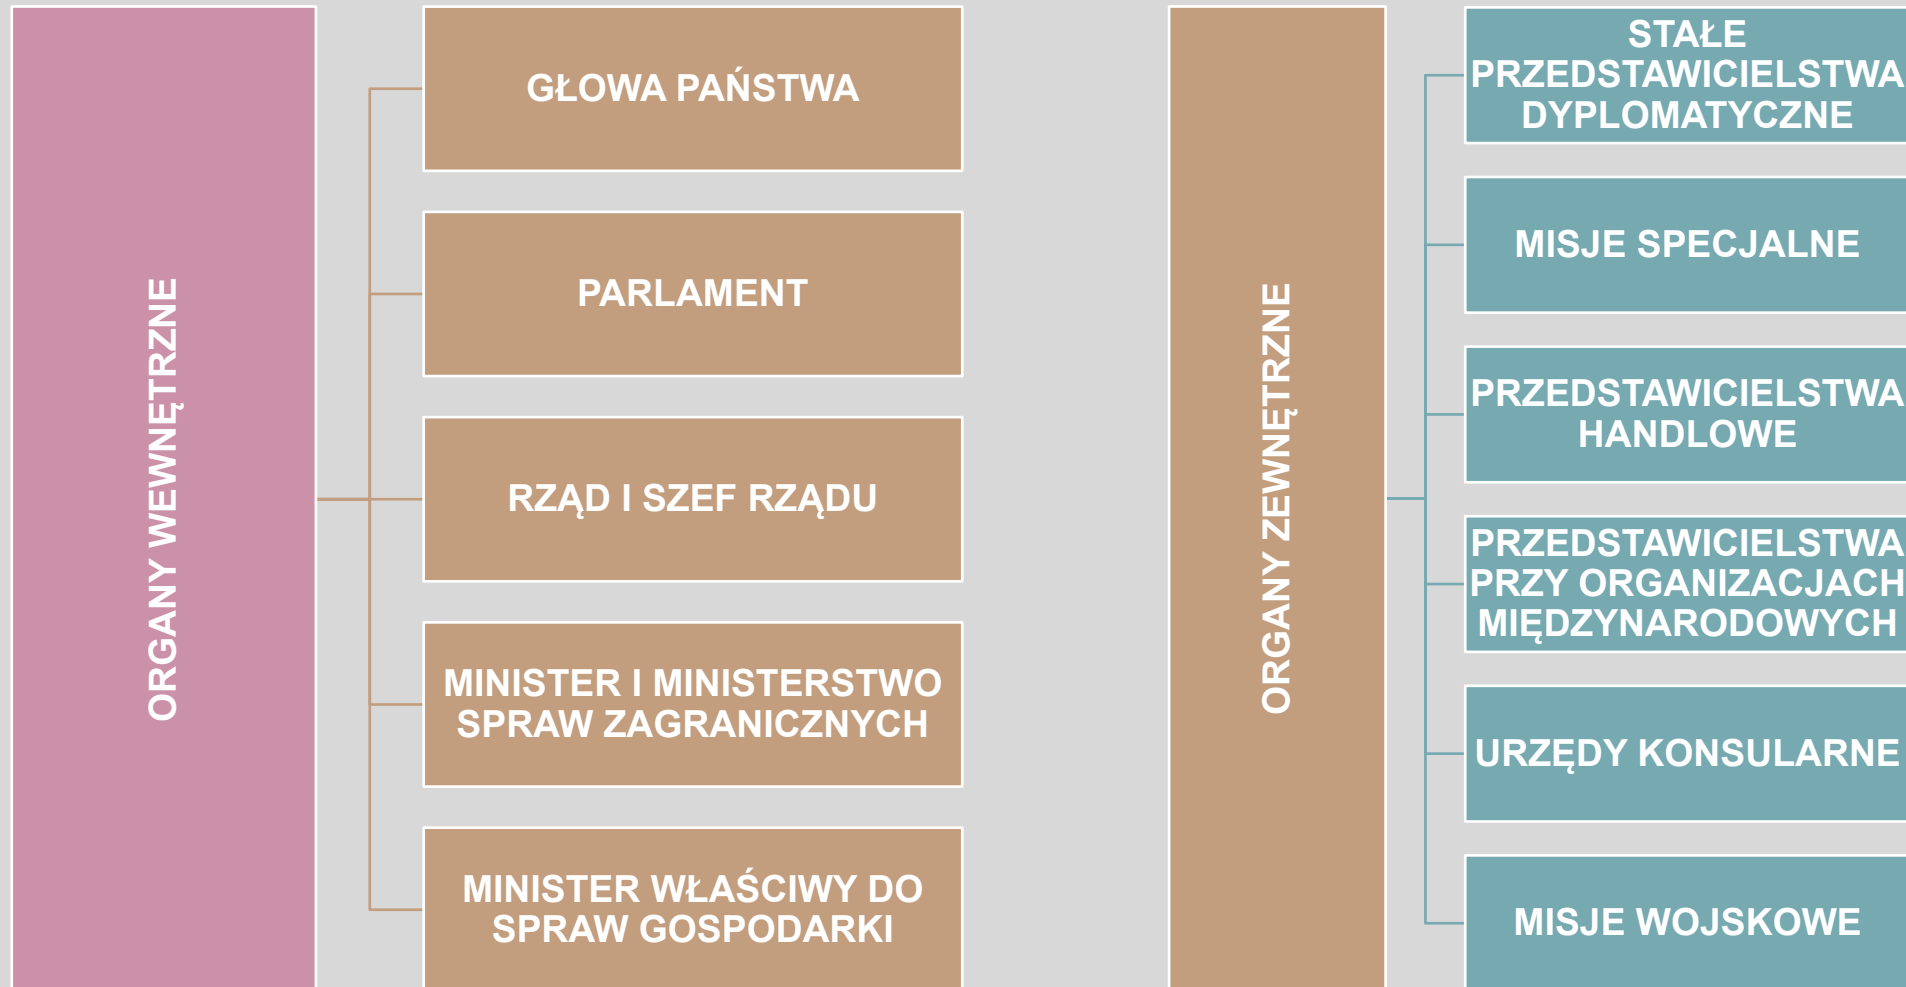 ORGANY WEWNĘTRZNE
GŁOWA PAŃSTWA
PARLAMENT
RZĄD I SZEF RZĄDU
MINISTER I MINISTERSTWO
SPRAW ZAGRANICZNYCH
MINISTER WŁAŚCIWY DO
SPRAW GOSPODARKI
ORGANY ZEWNĘTRZNE
STAŁE
PRZEDSTAWICIELSTWA
DYPLOMATYCZNE
MISJE SPECJALNE
PRZEDSTAWICIELSTWA
HANDLOWE
PRZEDSTAWICIELSTWA
PRZY ORGANIZACJACH
MIĘDZYNARODOWYCH
URZĘDY KONSULARNE
MISJE WOJSKOWE